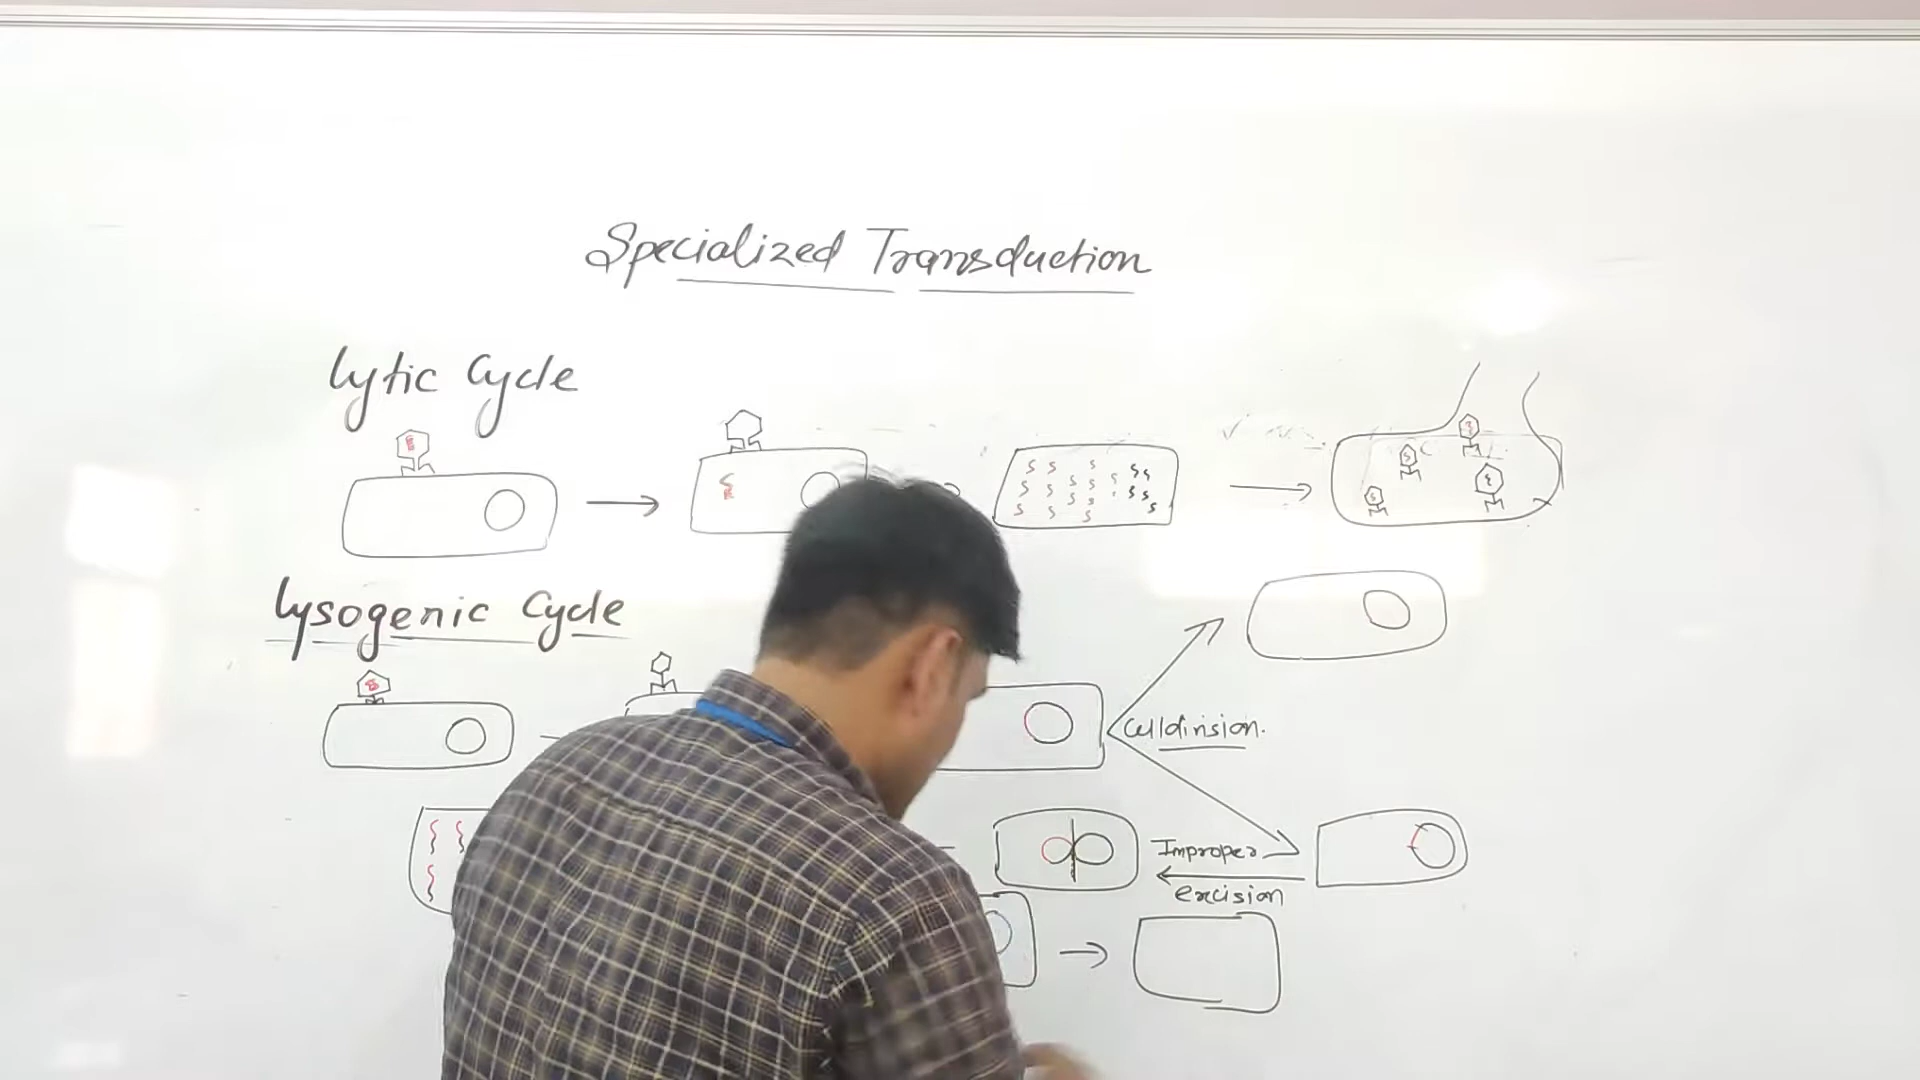 Specialized Transduction
Lytic Cycle
Lysogenic Cycle
Celldivision.
Improper
excision